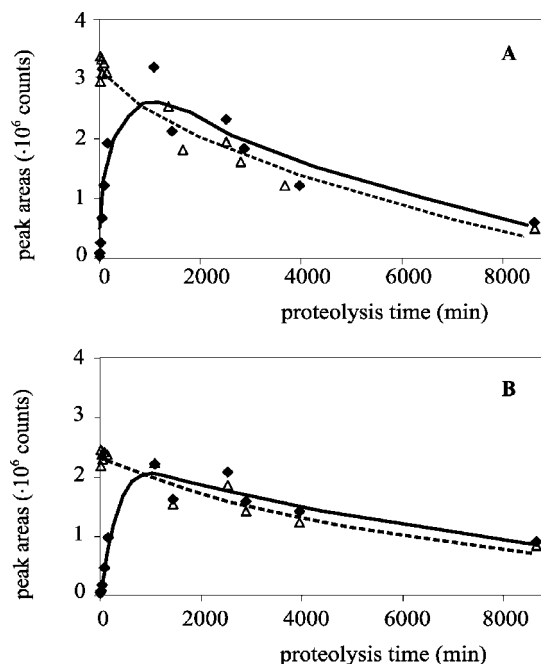 4
A
3
2
1
0
peak areas (·10⁶ counts)
0 2000 4000 6000 8000
proteolysis time (min)
4
B
3
2
1
0
peak areas (·10⁶ counts)
0 2000 4000 6000 8000
proteolysis time (min)